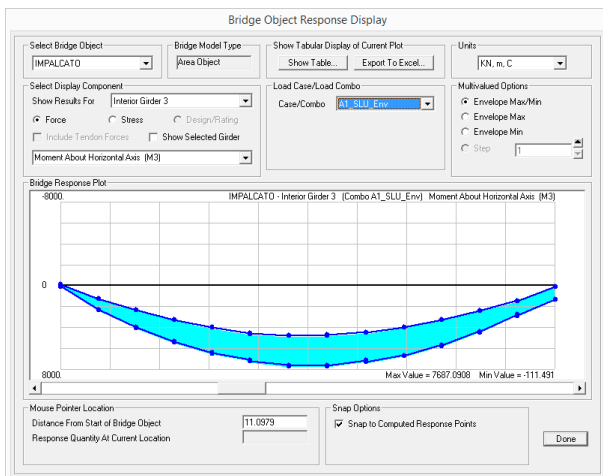 Bridge Object Response Display
Select Bridge Object
IMPALCATO
Bridge Model Type
Area Object
Show Tabular Display of Current Plot
Show Table...
Export To Excel...
Units
KN, m, C
Select Display Component
Show Results For
Interior Girder 3
Force
Stress
Design/Rating
Include Tendon Forces
Show Selected Girder
Moment About Horizontal Axis (M3)
Load Case/Load Combo
Case/Combo
A1_SLU_Env
Multivalued Options
Envelope Max/Min
Envelope Max
Envelope Min
Step
1
Bridge Response Plot
-8000.
IMPALCATO - Interior Girder 3 (Combo A1_SLU_Env) Moment About Horizontal Axis (M3)
0
8000.
Max Value = 7687.0908 Min Value = -111.491
Mouse Pointer Location
Distance From Start of Bridge Object
11.0979
Response Quantity At Current Location
Snap Options
Snap to Computed Response Points
Done